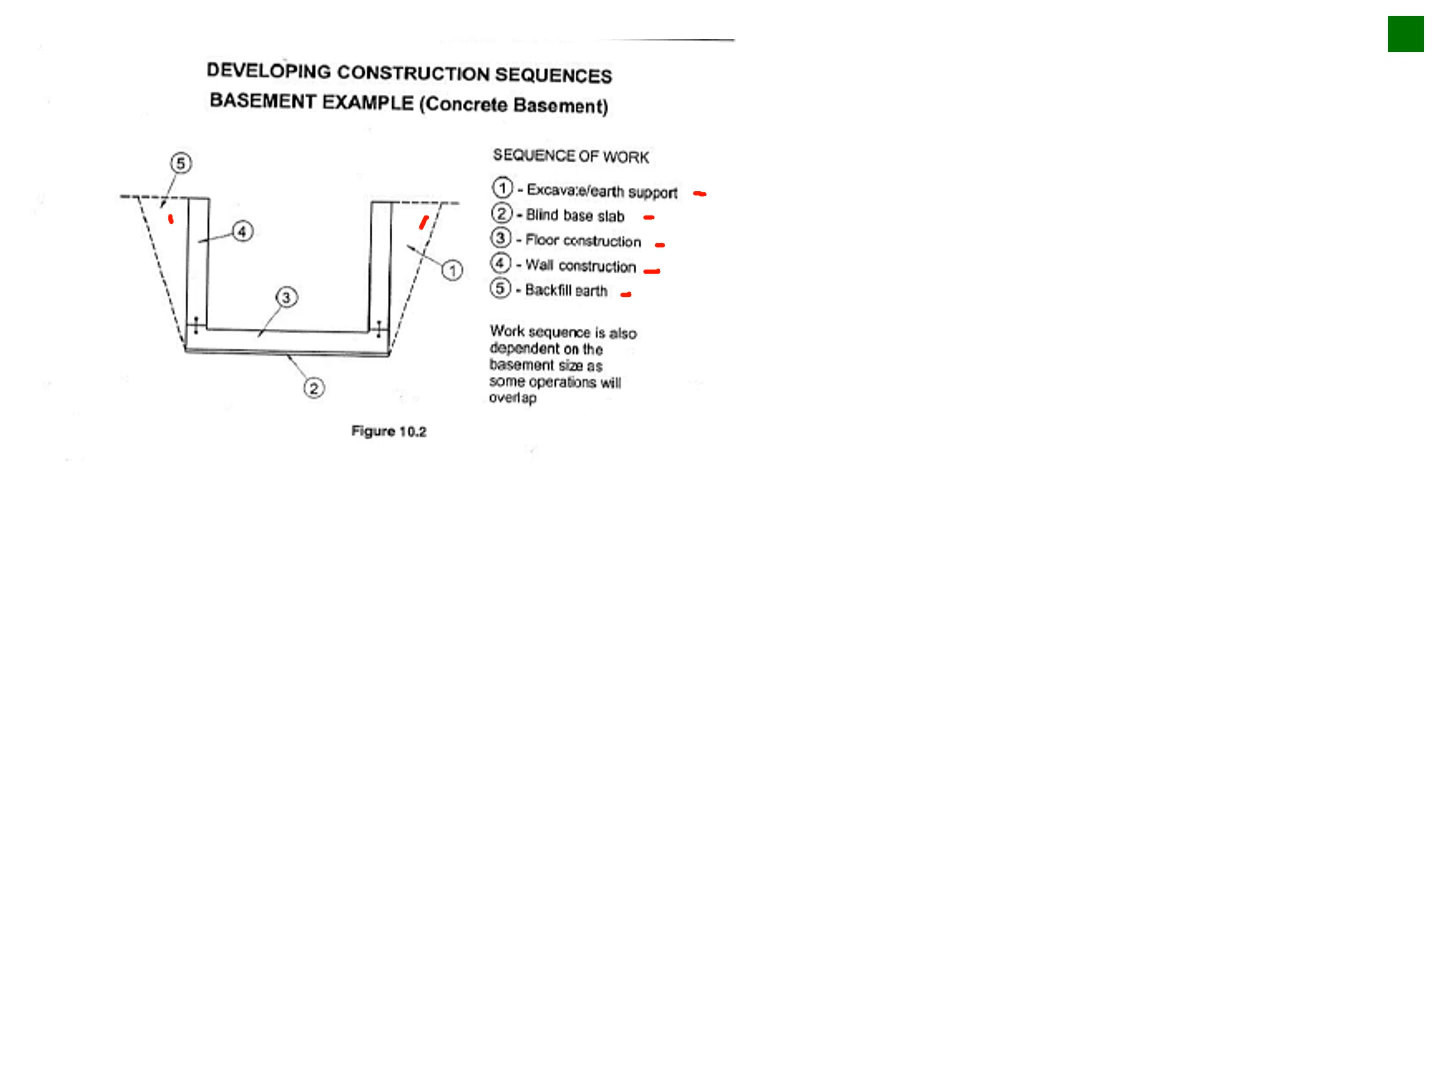 DEVELOPING CONSTRUCTION SEQUENCES
BASEMENT EXAMPLE (Concrete Basement)
SEQUENCE OF WORK
1 - Excavate/earth support
2 - Blind base slab
3 - Floor construction
4 - Wall construction
5 - Backfill earth
Work sequence is also
dependent on the
basement size as
some operations will
overlap
5
4
1
3
2
Figure 10.2